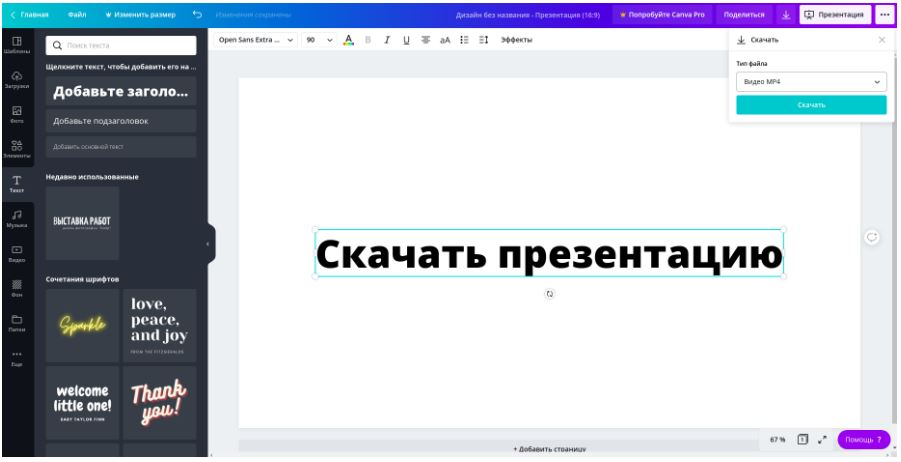 Главная
Файл
Изменить размер
Изменения сохранены
Дизайн без названия - Презентация (16:9)
Попробуйте Canva Pro
Поделиться
Презентация
Шаблоны
Загрузки
Фото
Элементы
Текст
Музыка
Видео
Фон
Папки
Еще
Поиск текста
Щелкните текст, чтобы добавить его на ...
Добавьте заголо...
Добавьте подзаголовок
Добавить основной текст
Недавно использованные
ВЫСТАВКА РАБОТ
Сочетания шрифтов
Sparkle
love,
peace,
and joy
FROM THE FITZGERALDS
welcome
little one!
BABY TAYLOR FINN
Thank
you!
Open Sans Extra ...
90
A
B
I
U
aA
Эффекты
Скачать
Тип файла
Видео MP4
Скачать
Скачать презентацию
+ Добавить страницу
67 %
1
Помощь ?